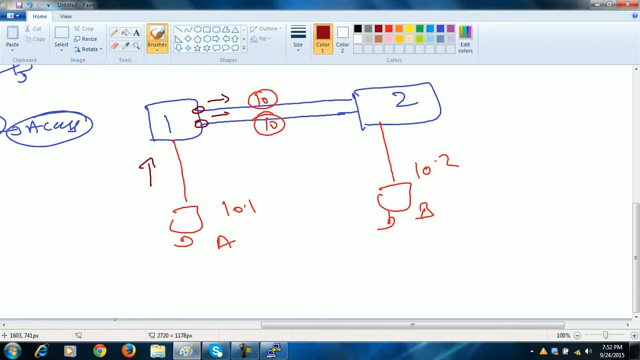 Untitled - Paint
Home
View
Paste
Select
Crop
Resize
Rotate
Brushes
Outline
Fill
Size
Color 1
Color 2
Edit colors
Clipboard
Image
Tools
Shapes
Colors
Access
1
10
10
2
10.1
A
10.2
B
1603, 741px
2720 × 1178px
100%
7:52 PM
9/24/2015